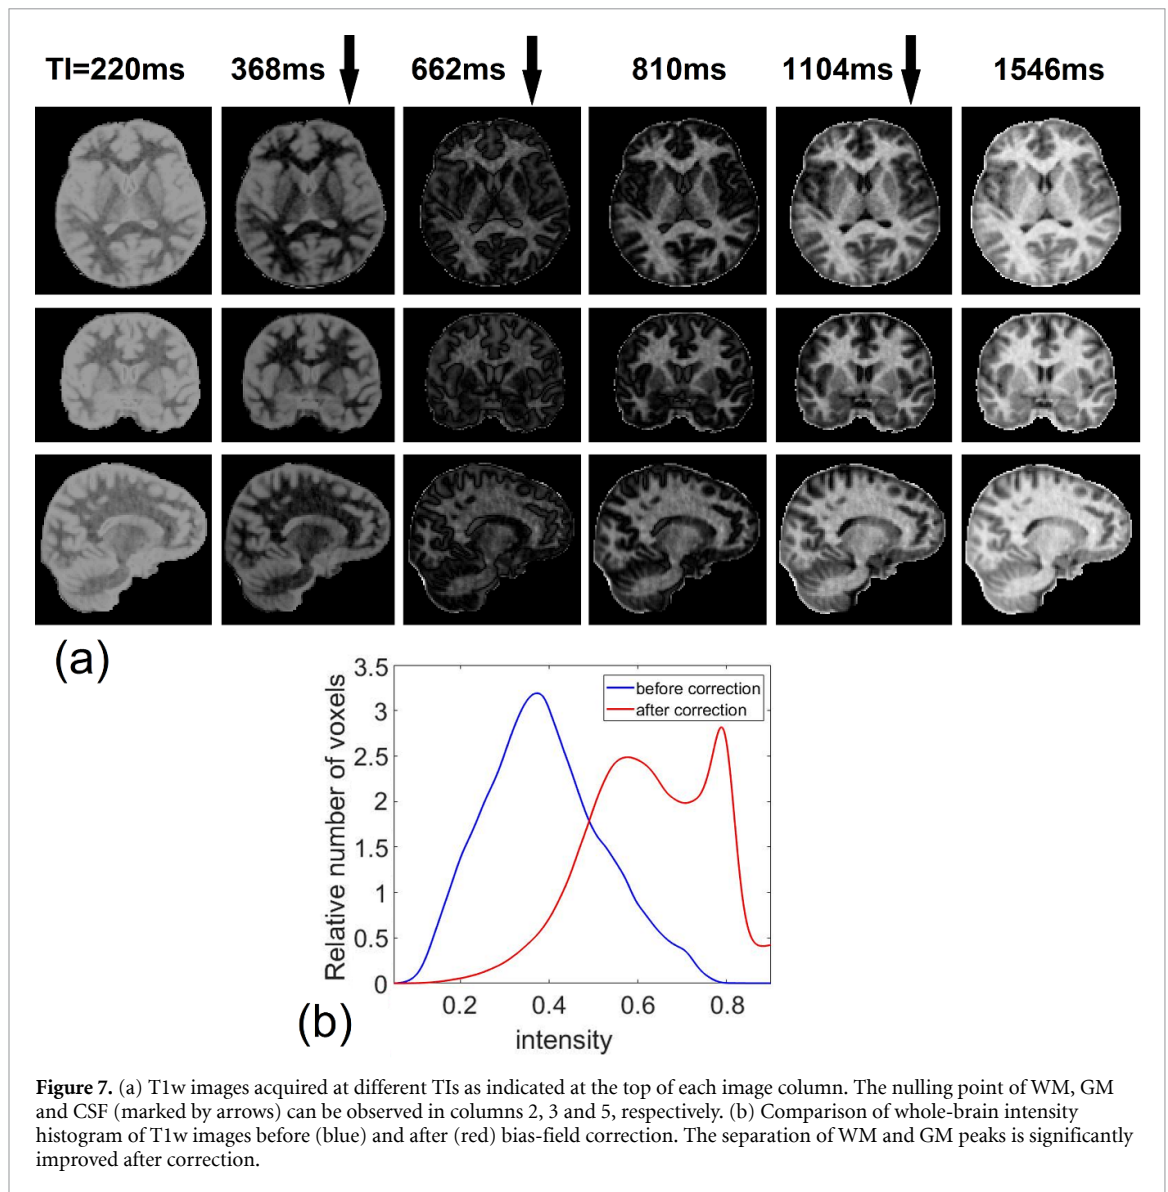 TI=220ms 368ms 662ms 810ms 1104ms 1546ms
(a)
3.5
3
2.5
2
1.5
1
0.5
0
Relative number of voxels
before correction
after correction
0.2 0.4 0.6 0.8
intensity
(b)
Figure 7. (a) T1w images acquired at different TIs as indicated at the top of each image column. The nulling point of WM, GM
and CSF (marked by arrows) can be observed in columns 2, 3 and 5, respectively. (b) Comparison of whole-brain intensity
histogram of T1w images before (blue) and after (red) bias-field correction. The separation of WM and GM peaks is significantly
improved after correction.